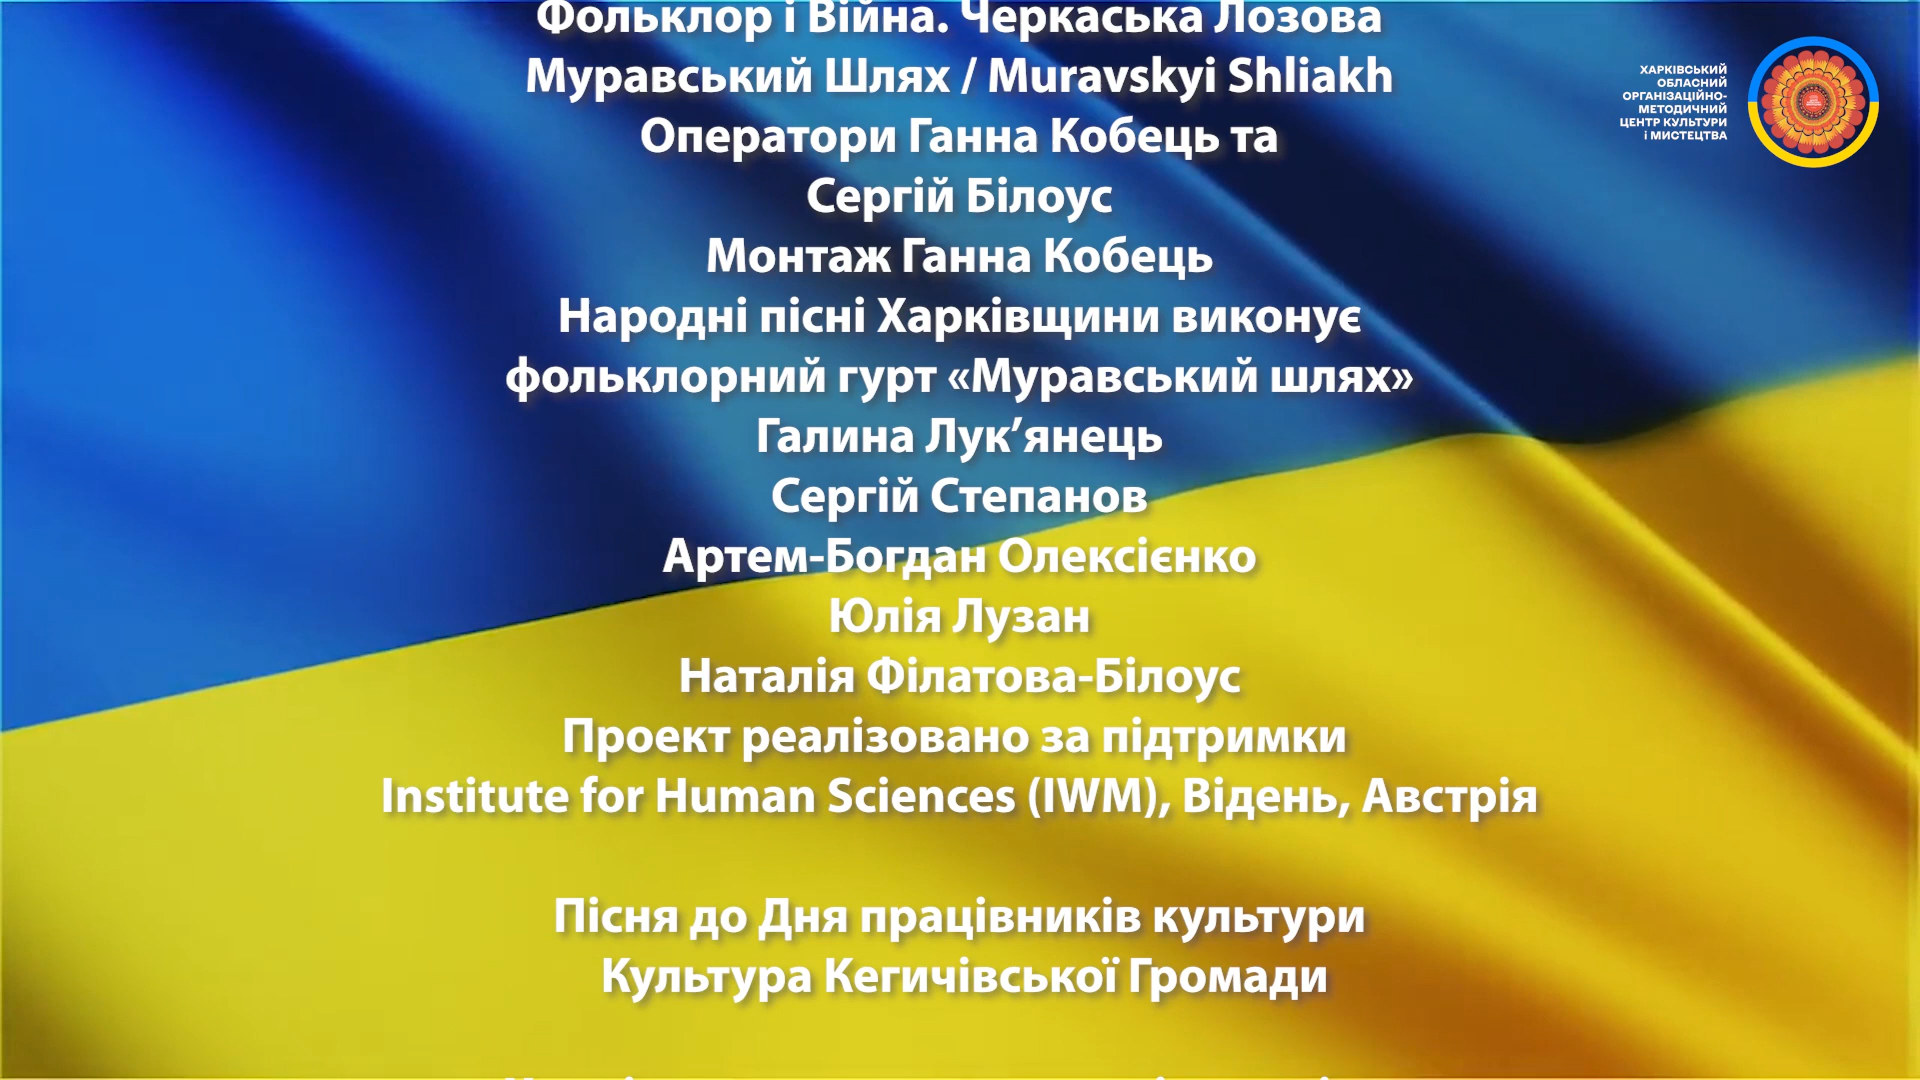 Фольклор і Війна. Черкаська Лозова
Муравський Шлях / Muravskyi Shliakh
Оператори Ганна Кобець та
Сергій Білоус
Монтаж Ганна Кобець
Народні пісні Харківщини виконує
фольклорний гурт «Муравський шлях»
Галина Лук’янець
Сергій Степанов
Артем-Богдан Олексієнко
Юлія Лузан
Наталія Філатова-Білоус
Проект реалізовано за підтримки
Institute for Human Sciences (IWM), Відень, Австрія
Пісня до Дня працівників культури
Культура Кегичівської Громади
ХАРКІВСЬКИЙ
ОБЛАСНИЙ
ОРГАНІЗАЦІЙНО-
МЕТОДИЧНИЙ
ЦЕНТР КУЛЬТУРИ
І МИСТЕЦТВА